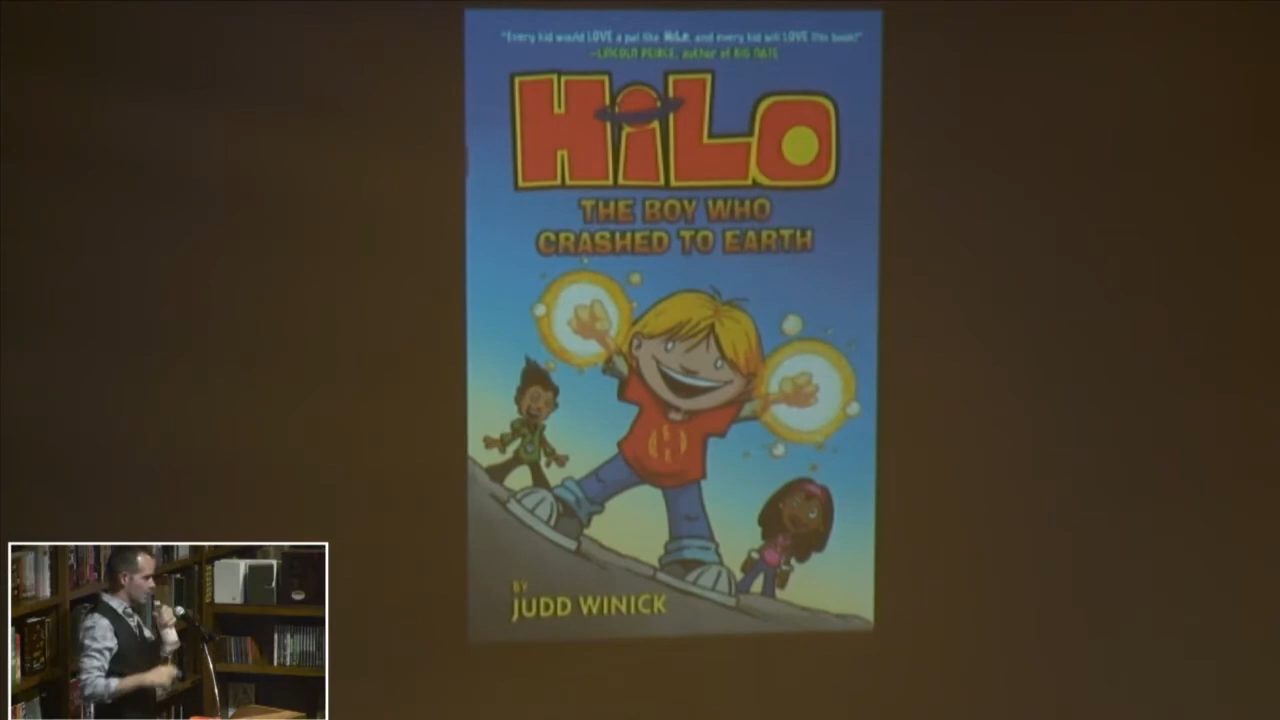 "Every kid would LOVE a pal like HiLo, and every kid will LOVE this book!"
—LINCOLN PEIRCE, author of BIG NATE
HiLo
THE BOY WHO
CRASHED TO EARTH
BY
JUDD WINICK